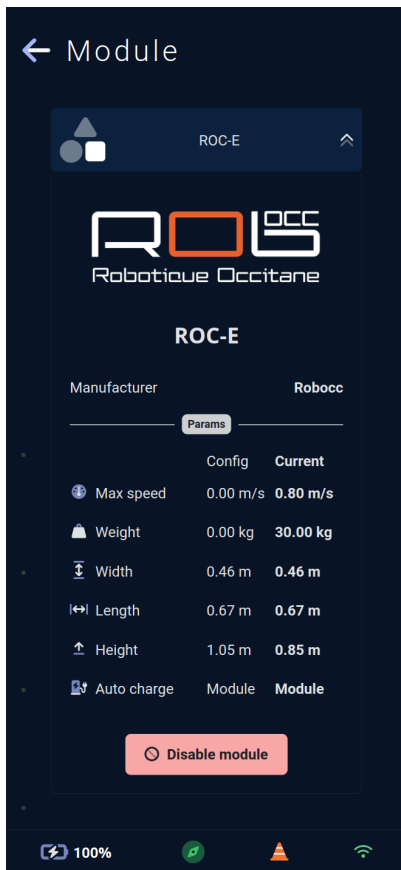 Module
ROC-E
ROB OCC
Robotique Occitane
ROC-E
Manufacturer Robocc
Params
Config Current
Max speed 0.00 m/s 0.80 m/s
Weight 0.00 kg 30.00 kg
Width 0.46 m 0.46 m
Length 0.67 m 0.67 m
Height 1.05 m 0.85 m
Auto charge Module Module
Disable module
100%